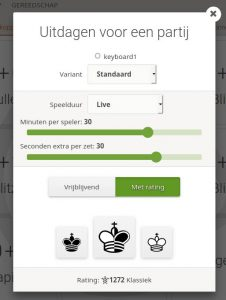 GEREEDSCHAP
Uitdagen voor een partij
keyboard1
Variant Standaard
Speelduur Live
Minuten per speler: 30
Seconden extra per zet: 30
Vrijblijvend Met rating
Rating: 1272 Klassiek